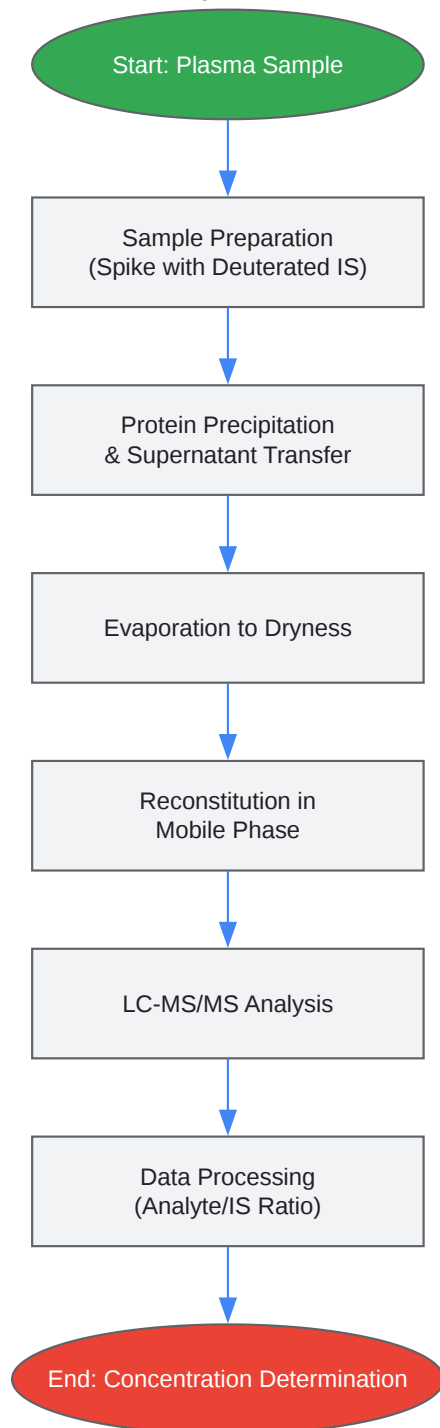 Start: Plasma Sample
Sample Preparation
(Spike with Deuterated IS)
Protein Precipitation
& Supernatant Transfer
Evaporation to Dryness
Reconstitution in
Mobile Phase
LC-MS/MS Analysis
Data Processing
(Analyte/IS Ratio)
End: Concentration Determination